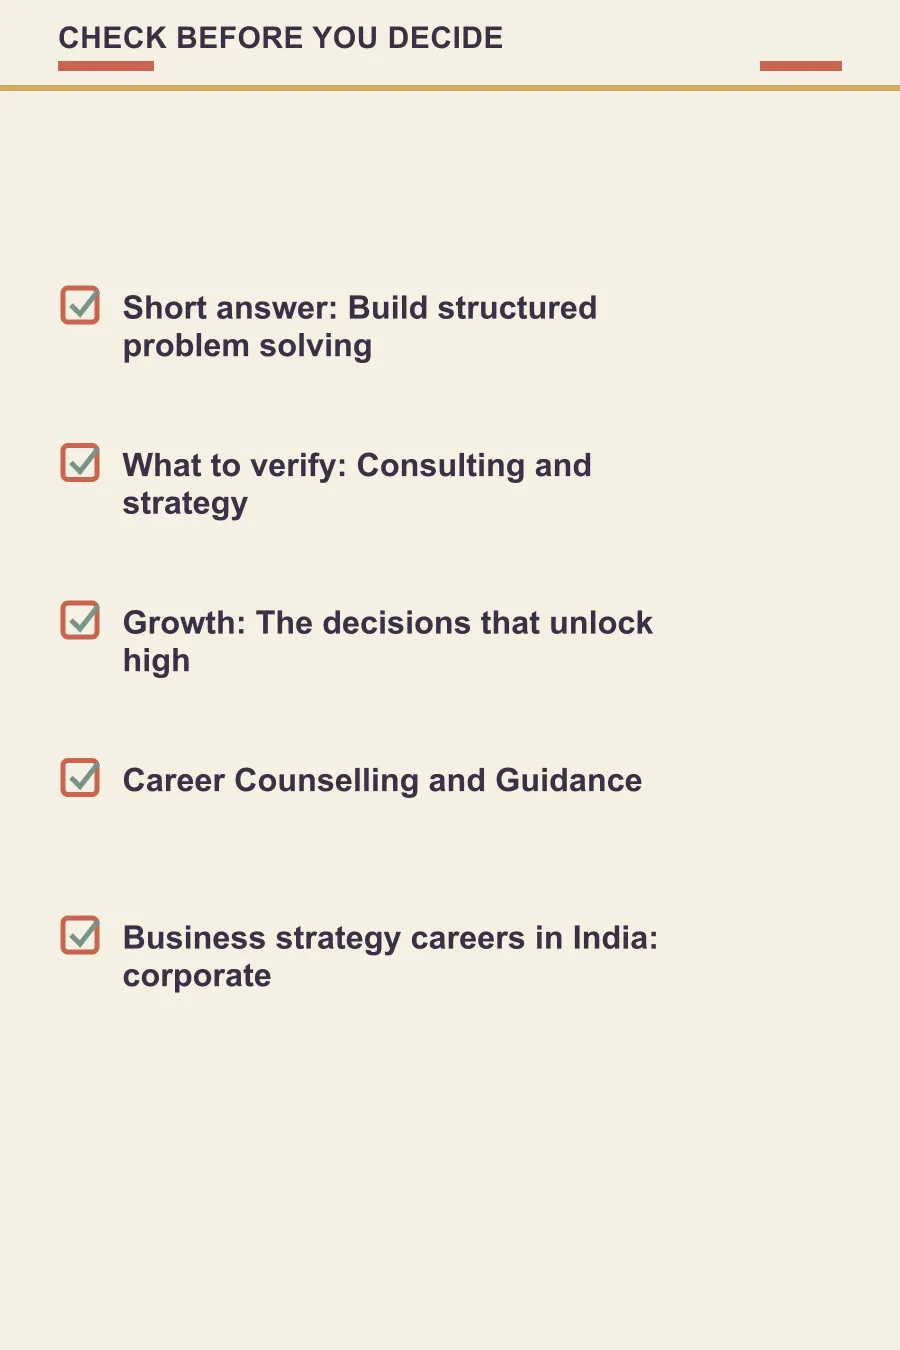 CHECK BEFORE YOU DECIDE
Short answer: Build structured
problem solving
What to verify: Consulting and
strategy
Growth: The decisions that unlock
high
Career Counselling and Guidance
Business strategy careers in India:
corporate